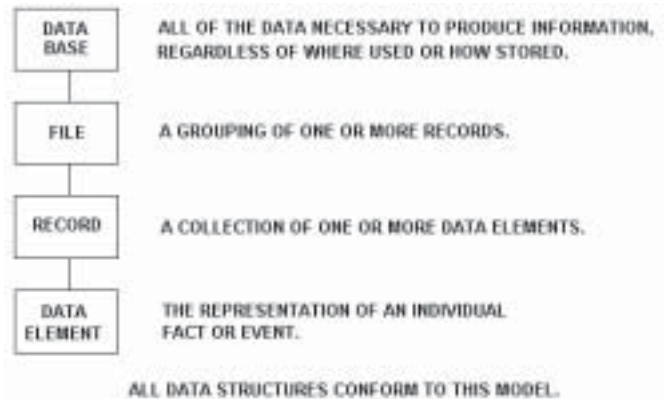 DATA
BASE
ALL OF THE DATA NECESSARY TO PRODUCE INFORMATION,
REGARDLESS OF WHERE USED OR HOW STORED.
FILE
A GROUPING OF ONE OR MORE RECORDS.
RECORD
A COLLECTION OF ONE OR MORE DATA ELEMENTS.
DATA
ELEMENT
THE REPRESENTATION OF AN INDIVIDUAL
FACT OR EVENT.
ALL DATA STRUCTURES CONFORM TO THIS MODEL.